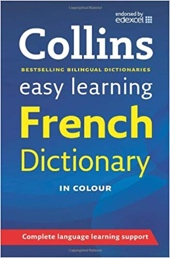 endorsed by
edexcel
Collins
BESTSELLING BILINGUAL DICTIONARIES
easy learning
French
Dictionary
IN COLOUR
Complete language learning support